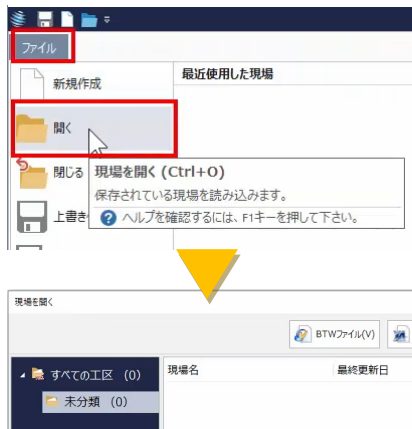 ファイル
最近使用した現場
新規作成
開く
閉じる
現場を開く (Ctrl+O)
保存されている現場を読み込みます。
上書き
? ヘルプを確認するには、F1キーを押して下さい。
現場を開く
BTWファイル(V)
すべての工区 (0)
現場名
最終更新日
未分類 (0)